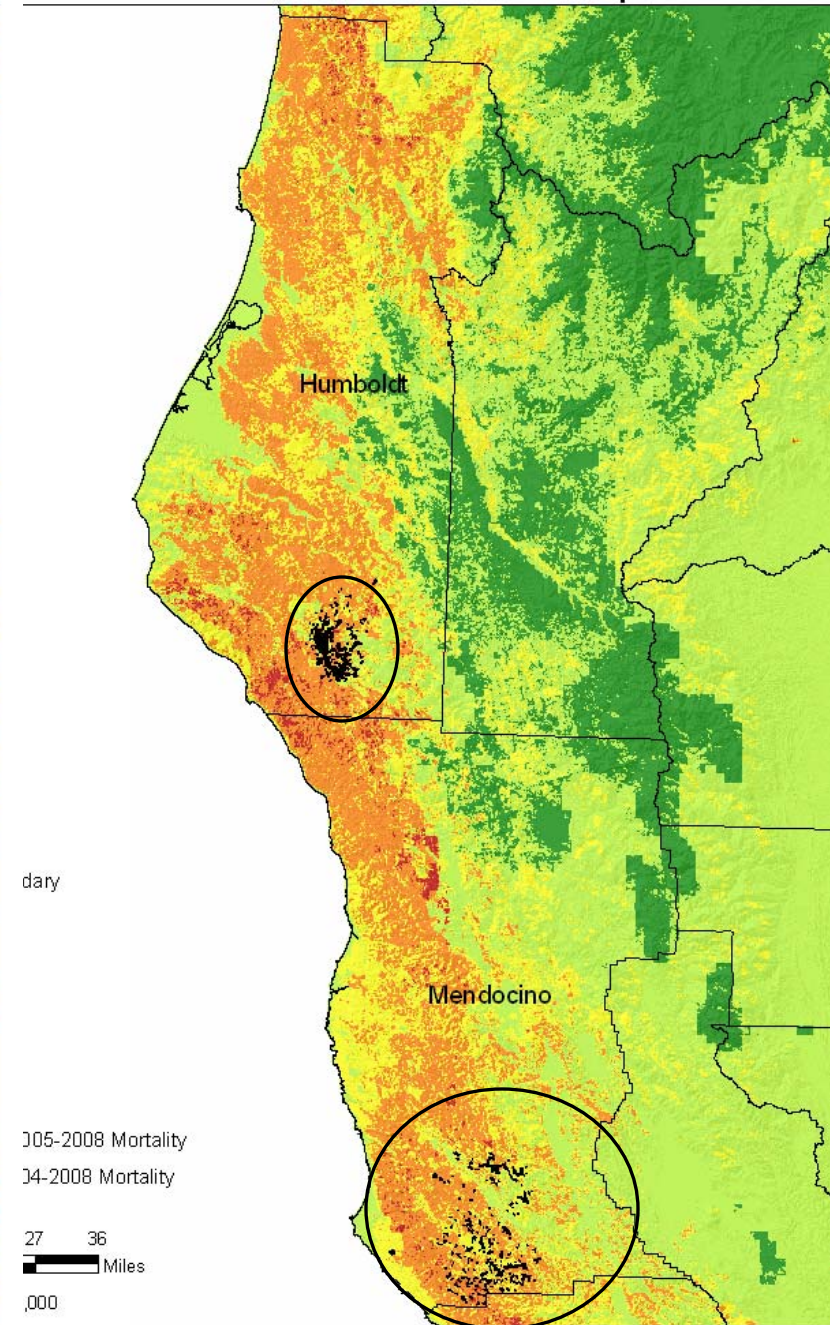 Humboldt
dary
Mendocino
005-2008 Mortality
04-2008 Mortality
27 36
Miles
,000